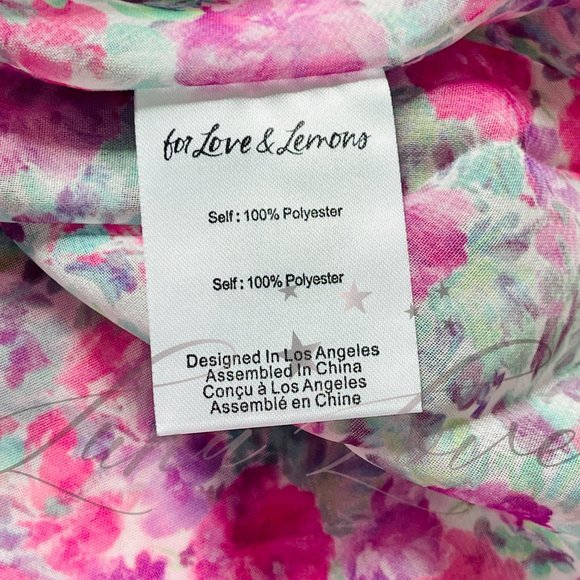 for Love & Lemons
Self : 100% Polyester
Self : 100% Polyester
Designed In Los Angeles
Assembled In China
Conçu à Los Angeles
Assemblé en Chine